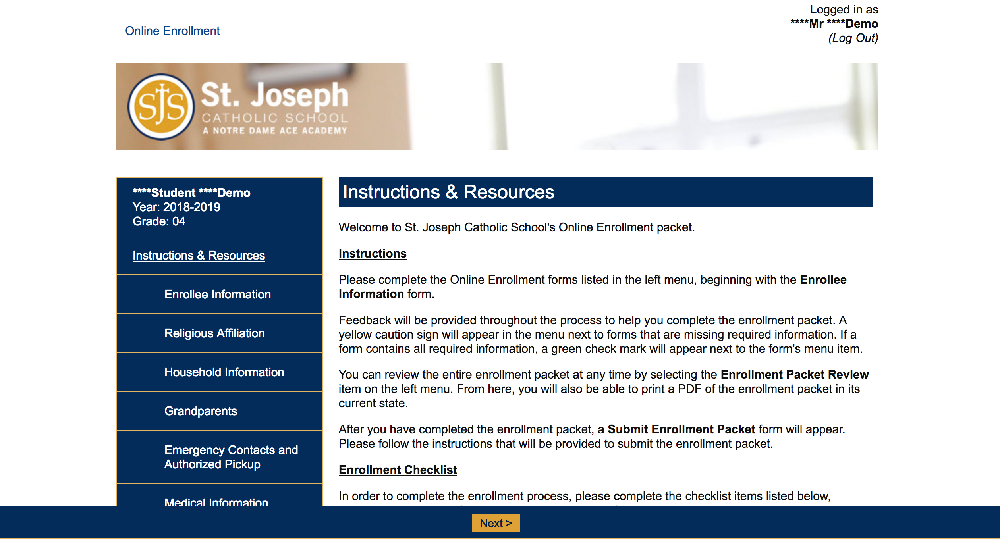 Logged in as
****Mr ****Demo
(Log Out)
Online Enrollment
SJS
St. Joseph
CATHOLIC SCHOOL
A NOTRE DAME ACE ACADEMY
****Student ****Demo
Year: 2018-2019
Grade: 04
Instructions & Resources
Enrollee Information
Religious Affiliation
Household Information
Grandparents
Emergency Contacts and
Authorized Pickup
Medical Information
Instructions & Resources
Welcome to St. Joseph Catholic School's Online Enrollment packet.
Instructions
Please complete the Online Enrollment forms listed in the left menu, beginning with the Enrollee
Information form.
Feedback will be provided throughout the process to help you complete the enrollment packet. A
yellow caution sign will appear in the menu next to forms that are missing required information. If a
form contains all required information, a green check mark will appear next to the form's menu item.
You can review the entire enrollment packet at any time by selecting the Enrollment Packet Review
item on the left menu. From here, you will also be able to print a PDF of the enrollment packet in its
current state.
After you have completed the enrollment packet, a Submit Enrollment Packet form will appear.
Please follow the instructions that will be provided to submit the enrollment packet.
Enrollment Checklist
In order to complete the enrollment process, please complete the checklist items listed below,
Next >